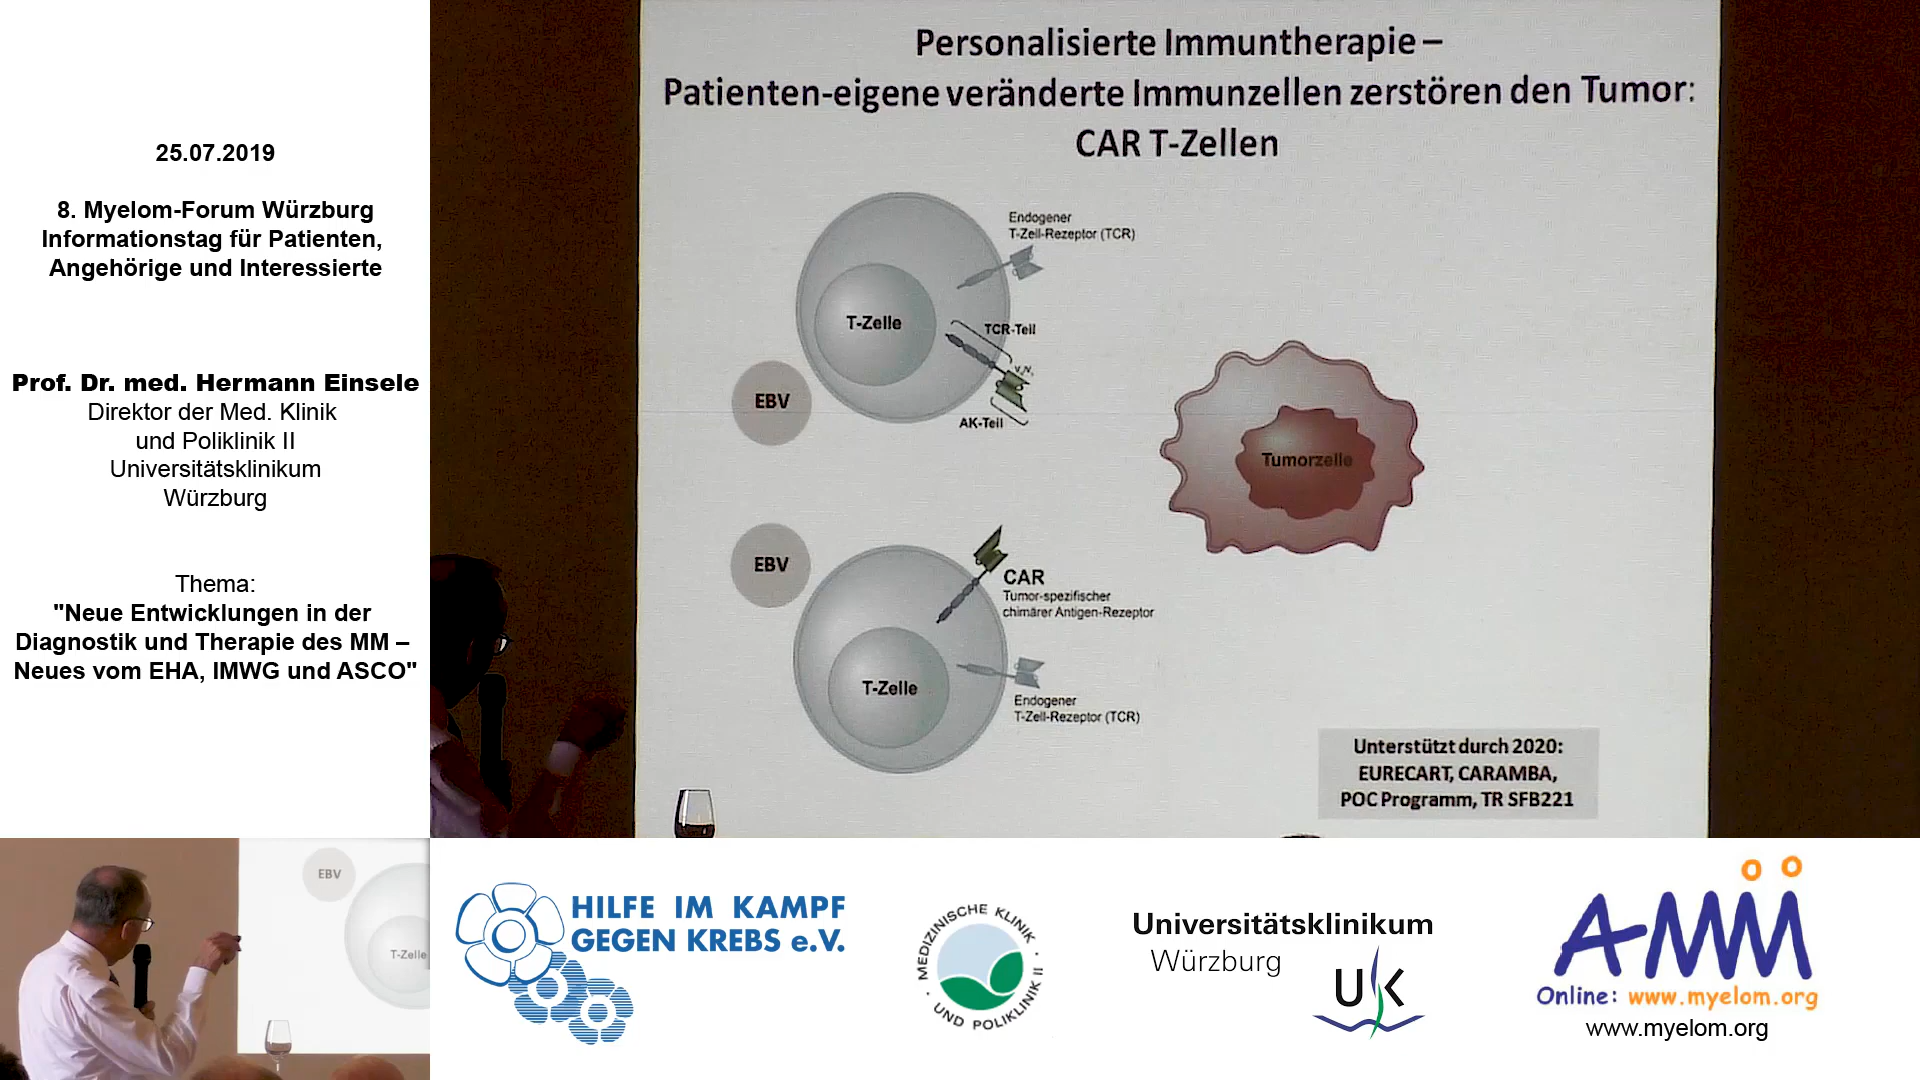 25.07.2019
8. Myelom-Forum Würzburg
Informationstag für Patienten,
Angehörige und Interessierte
Prof. Dr. med. Hermann Einsele
Direktor der Med. Klinik
und Poliklinik II
Universitätsklinikum
Würzburg
Thema:
"Neue Entwicklungen in der
Diagnostik und Therapie des MM –
Neues vom EHA, IMWG und ASCO"
Personalisierte Immuntherapie –
Patienten-eigene veränderte Immunzellen zerstören den Tumor:
CAR T-Zellen
Endogener
T-Zell-Rezeptor (TCR)
T-Zelle
TCR-Teil
EBV
AK-Teil
Tumorzelle
EBV
CAR
Tumor-spezifischer
chimärer Antigen-Rezeptor
T-Zelle
Endogener
T-Zell-Rezeptor (TCR)
Unterstützt durch 2020:
EURECART, CARAMBA,
POC Programm, TR SFB221
EBV
T-Zelle
HILFE IM KAMPF
GEGEN KREBS e.V.
MEDIZINISCHE KLINIK
UND POLIKLINIK II
Universitätsklinikum
Würzburg
UK
AMM
Online: www.myelom.org
www.myelom.org